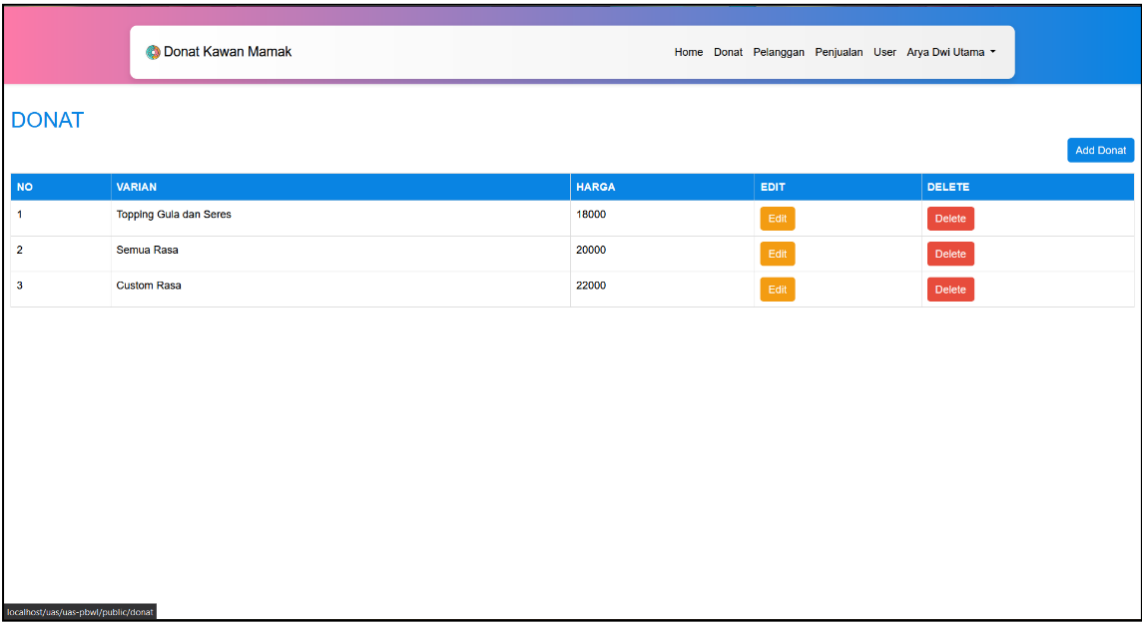 Donat Kawan Mamak Home Donat Pelanggan Penjualan User Arya Dwi Utama
DONAT
Add Donat
NO VARIAN HARGA EDIT DELETE
1 Topping Gula dan Seres 18000 Edit Delete
2 Semua Rasa 20000 Edit Delete
3 Custom Rasa 22000 Edit Delete
localhost/uas/uas-pbwl/public/donat